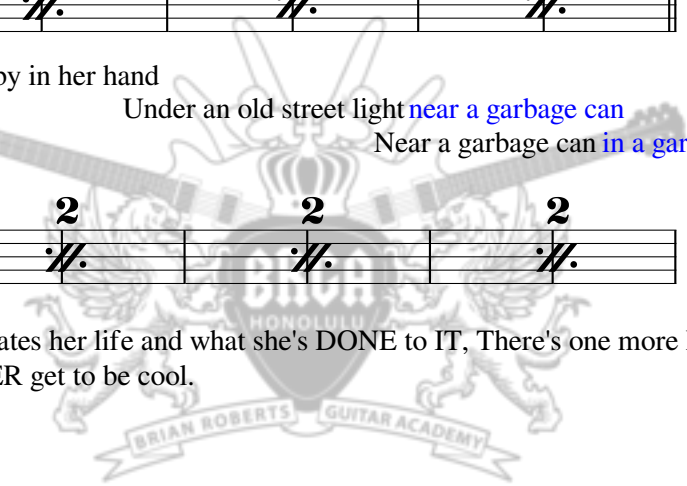 by in her hand
Under an old street light near a garbage can
Near a garbage can in a gar
2 2 2
BRGA
HONOLULU
ates her life and what she's DONE to IT, There's one more
ER get to be cool.
BRIAN ROBERTS GUITAR ACADEMY